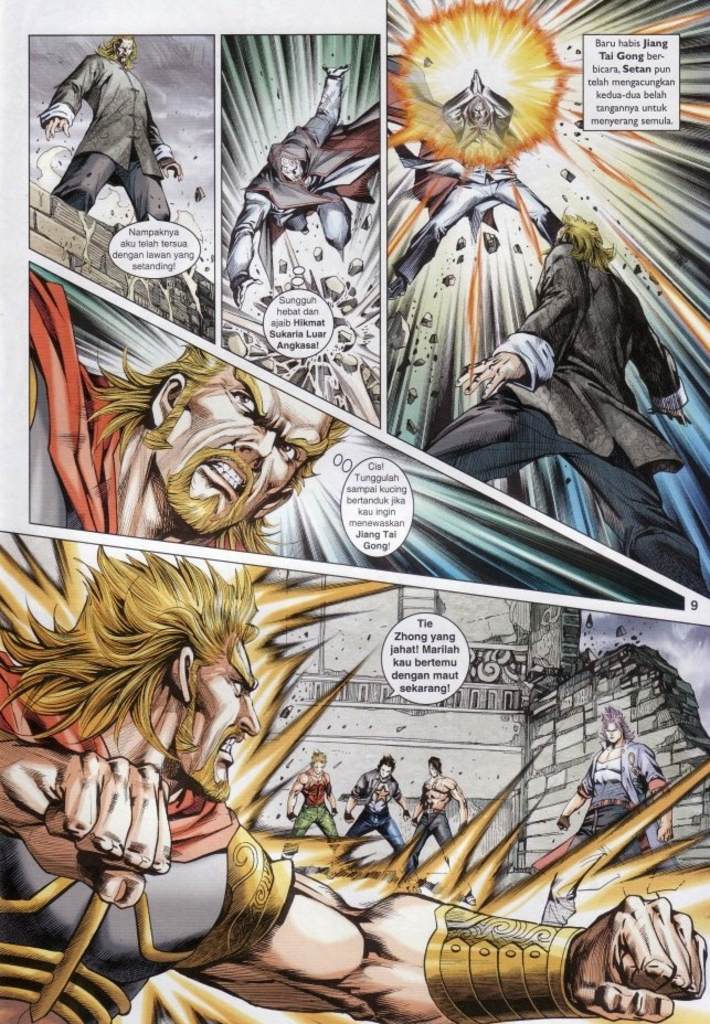 Nampaknya
aku telah tersua
dengan lawan yang
setanding!
Sungguh
hebat dan
ajaib Hikmat
Sukaria Luar
Angkasa!
Baru habis Jiang
Tai Gong ber-
bicara, Setan pun
telah mengacungkan
kedua-dua belah
tangannya untuk
menyerang semula.
Cis!
Tunggulah
sampai kucing
bertanduk jika
kau ingin
menewaskan
Jiang Tai
Gong!
9
Tie
Zhong yang
jahat! Marilah
kau bertemu
dengan maut
sekarang!